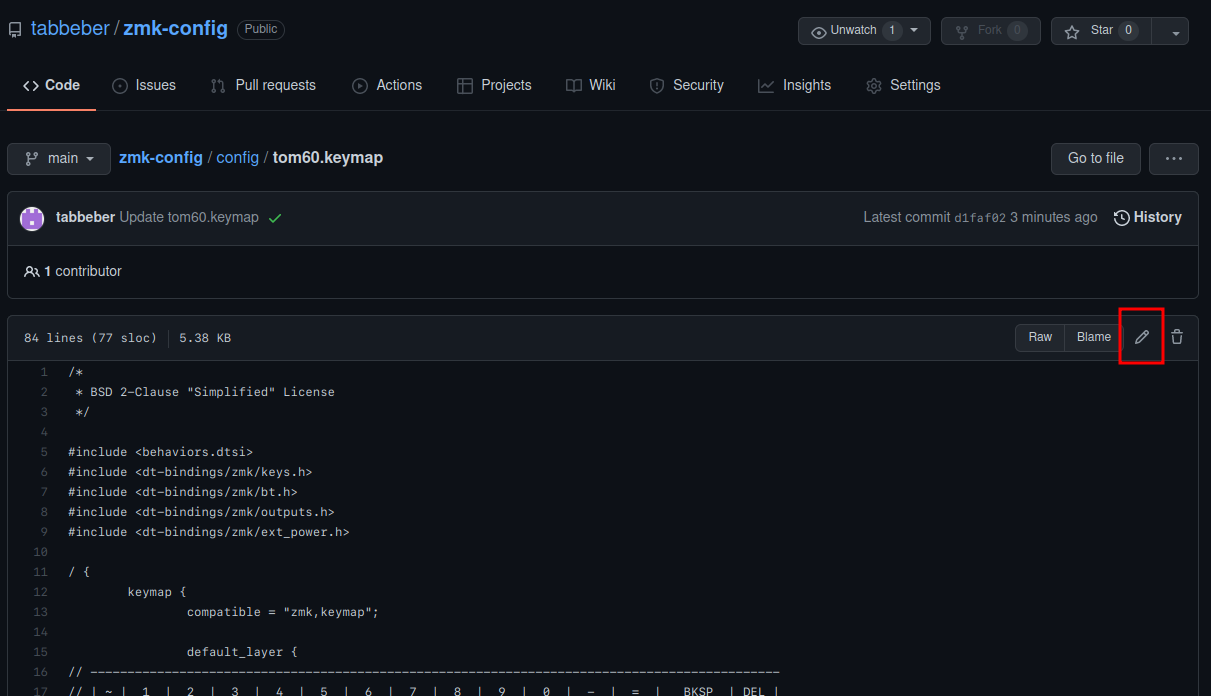 tabbeber / zmk-config Public
Unwatch 1 Fork 0 Star 0
Code Issues Pull requests Actions Projects Wiki Security Insights Settings
main zmk-config / config / tom60.keymap Go to file ...
tabbeber Update tom60.keymap Latest commit d1faf02 3 minutes ago History
1 contributor
84 lines (77 sloc) 5.38 KB Raw Blame
1 /*
2 * BSD 2-Clause "Simplified" License
3 */
4
5 #include <behaviors.dtsi>
6 #include <dt-bindings/zmk/keys.h>
7 #include <dt-bindings/zmk/bt.h>
8 #include <dt-bindings/zmk/outputs.h>
9 #include <dt-bindings/zmk/ext_power.h>
10
11 / {
12 keymap {
13 compatible = "zmk,keymap";
14
15 default_layer {
16 // ---------------------------------------------------------------------------------------------
17 // | ~ | 1 | 2 | 3 | 4 | 5 | 6 | 7 | 8 | 9 | 0 | - | = | BKSP | DEL |